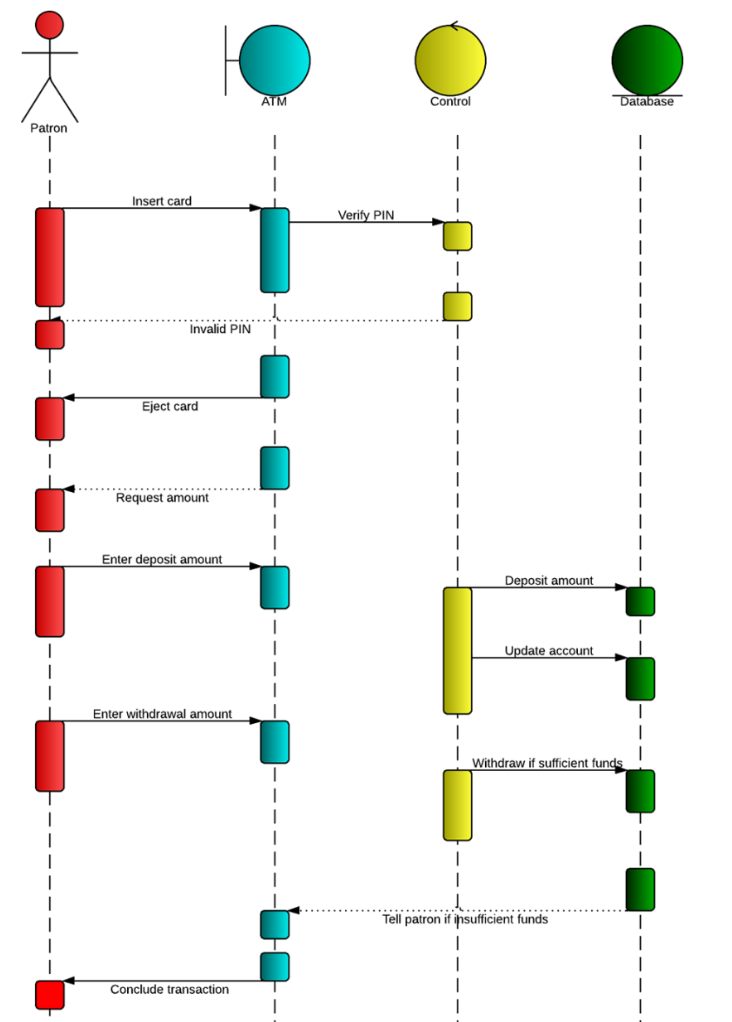 Patron
ATM
Control
Database
Insert card
Verify PIN
Invalid PIN
Eject card
Request amount
Enter deposit amount
Deposit amount
Update account
Enter withdrawal amount
Withdraw if sufficient funds
Tell patron if insufficient funds
Conclude transaction